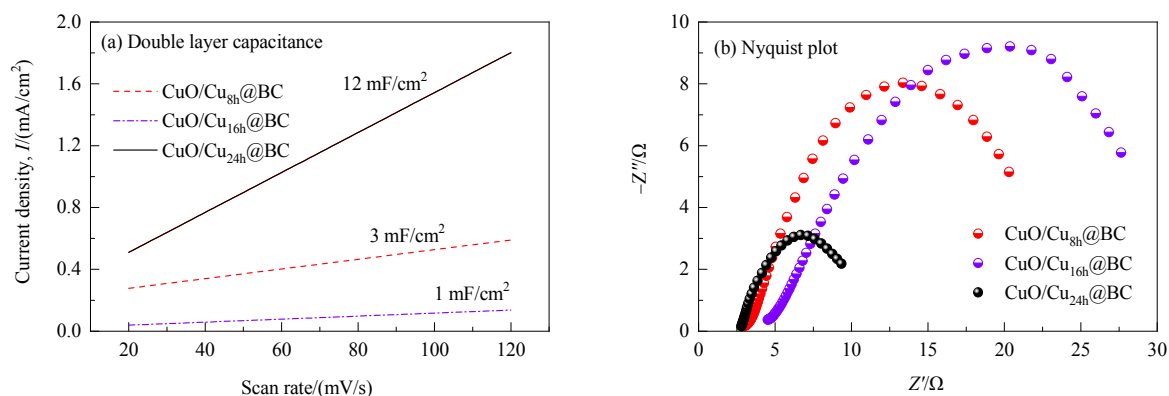 (a) Double layer capacitance
CuO/Cu8h@BC
CuO/Cu16h@BC
CuO/Cu24h@BC
12 mF/cm²
3 mF/cm²
1 mF/cm²
2.0
1.6
1.2
0.8
0.4
0.0
20
40
60
80
100
120
Current density, I/(mA/cm²)
Scan rate/(mV/s)
(b) Nyquist plot
CuO/Cu8h@BC
CuO/Cu16h@BC
CuO/Cu24h@BC
10
8
6
4
2
0
0
5
10
15
20
25
30
−Z″/Ω
Z′/Ω